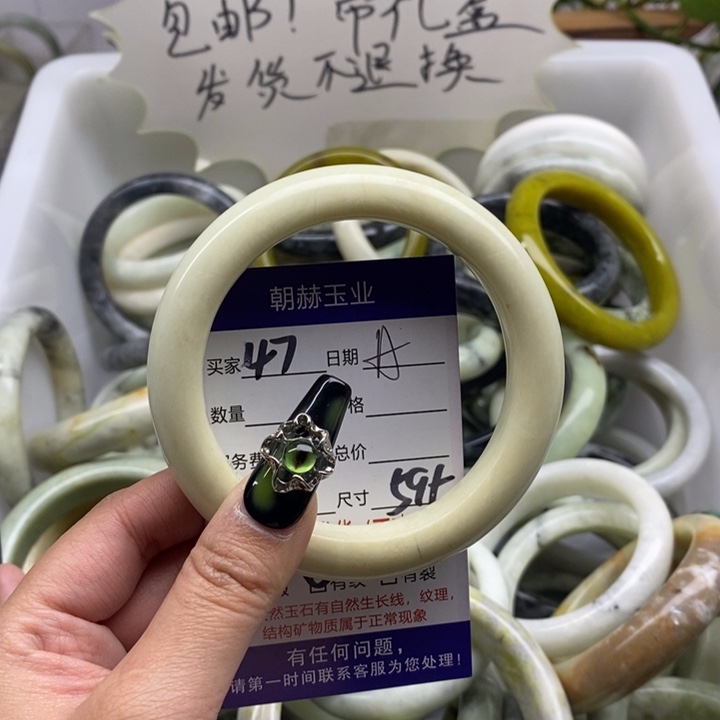 包邮！带礼盒
发货不退换
朝赫玉业
买家 47 日期 A
数量 格
务费 总价
尺寸
有纹 有裂
然玉石有自然生长线，纹理，
结构矿物质属于正常现象
有任何问题，
请第一时间联系客服为您处理！